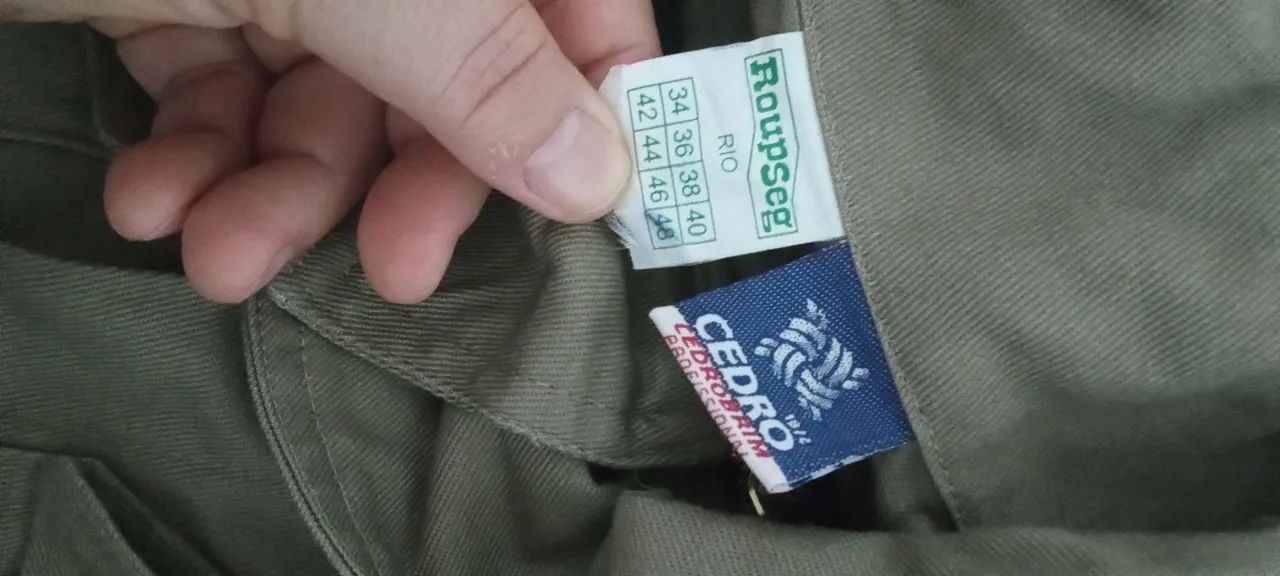 Roupseg
RIO
34 36 38 40
42 44 46 48
CEDRO
CEDROBRIM
PROFISSIONAL